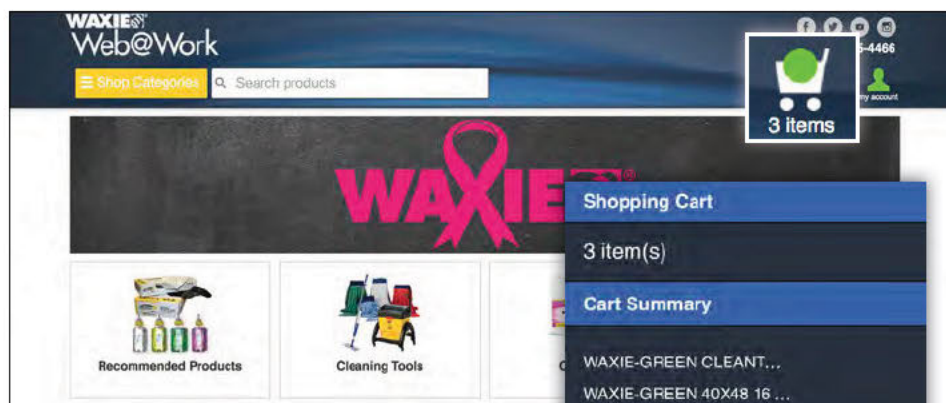 WAXIE
Web@Work
5-4466
Shop Categories
Search products
my account
3 items
WAXIE
Shopping Cart
3 item(s)
Cart Summary
WAXIE-GREEN CLEANT...
WAXIE-GREEN 40X48 16 ...
Recommended Products
Cleaning Tools